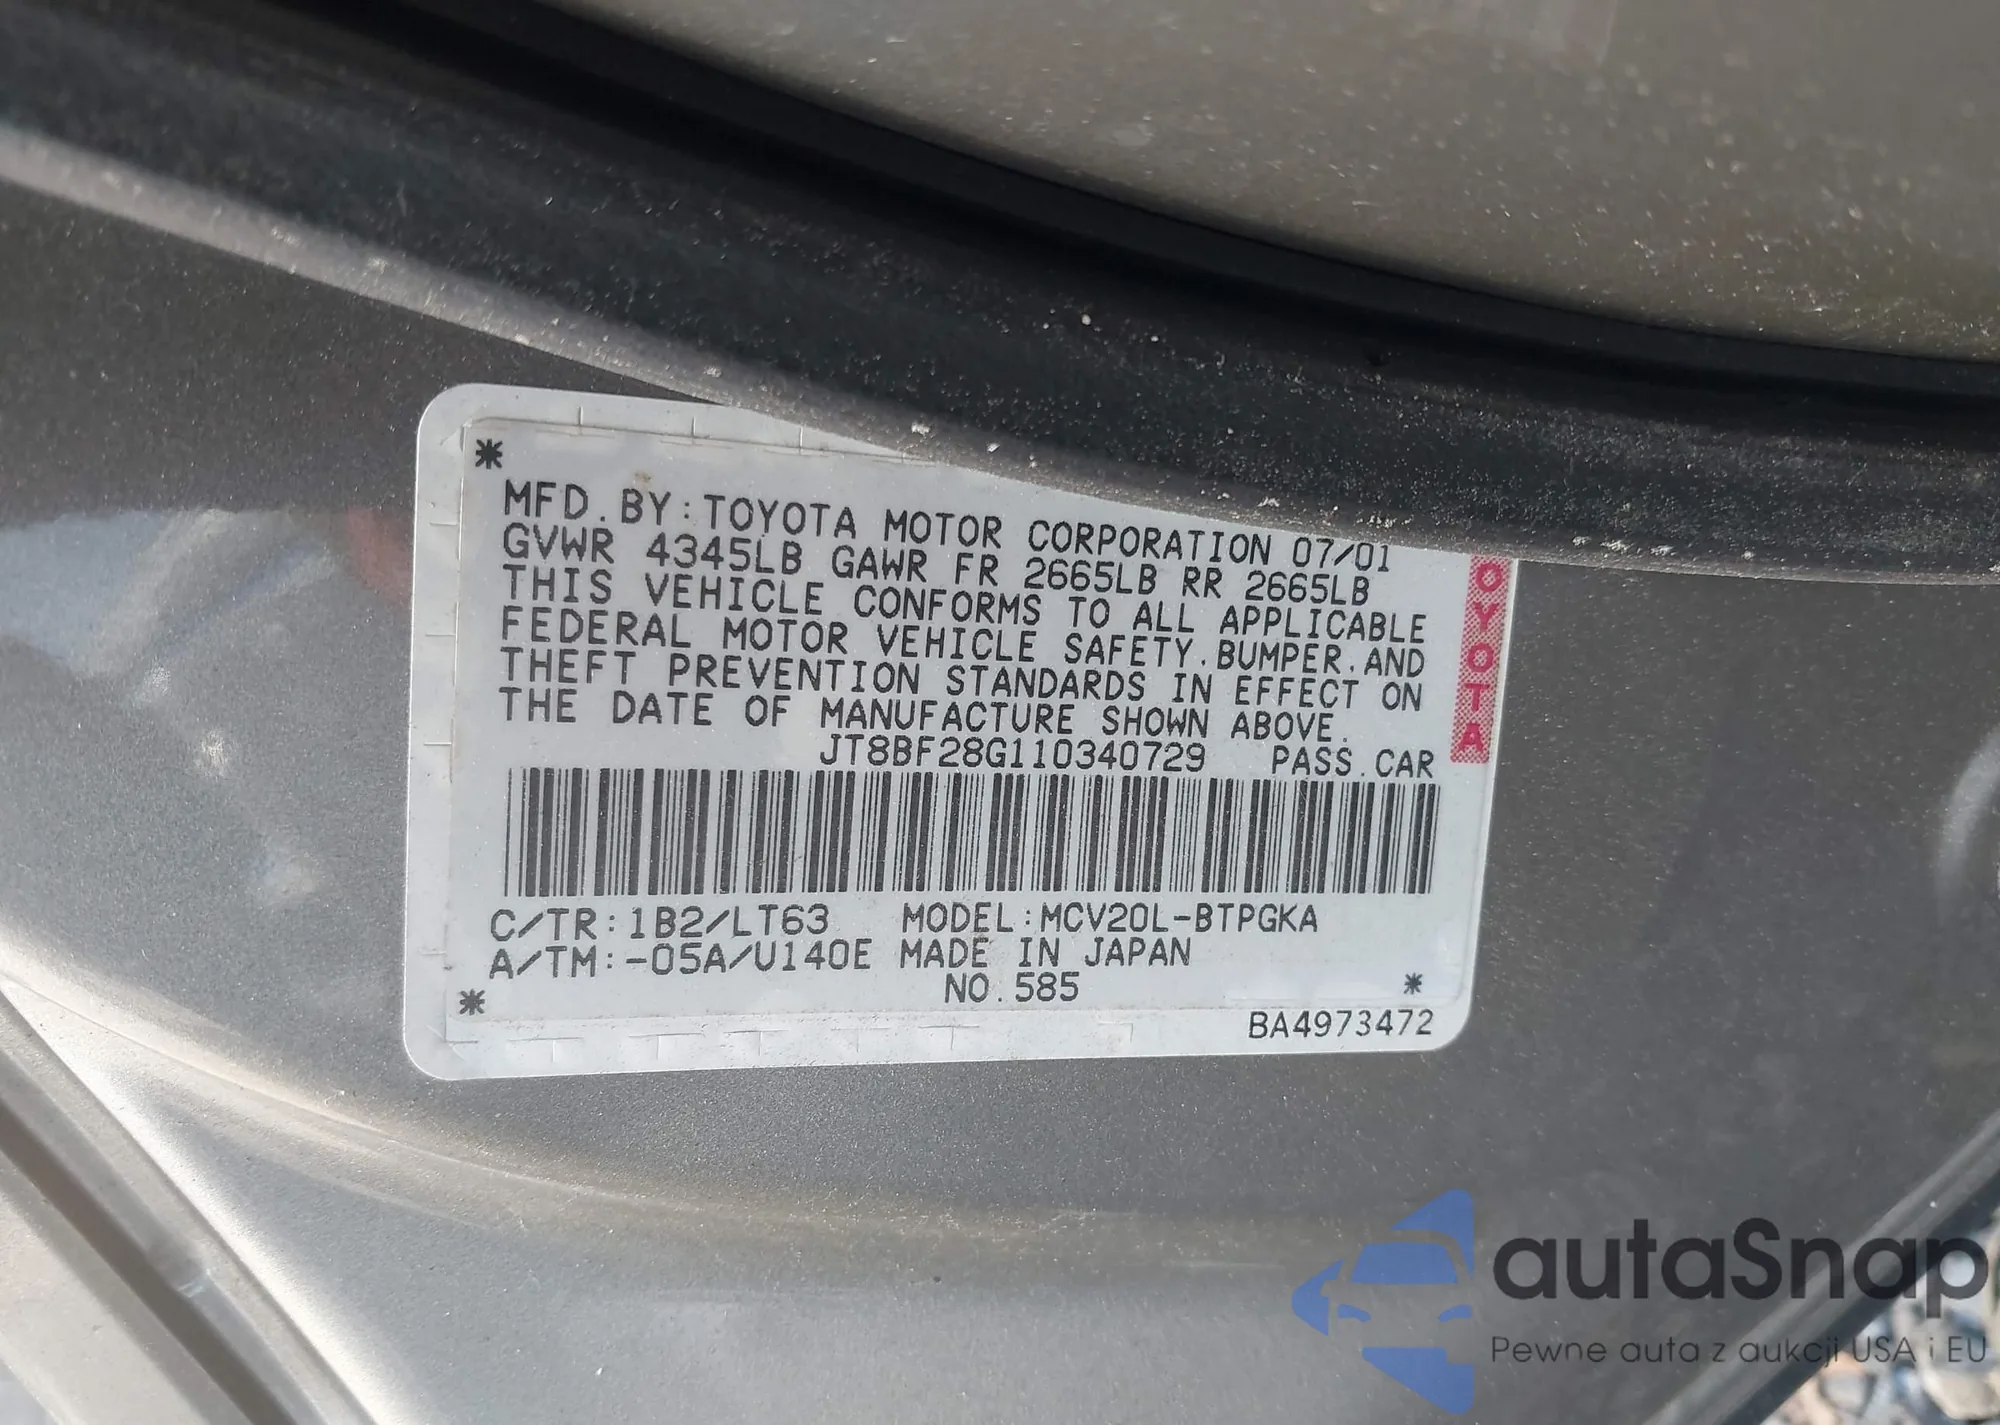 MFD.BY:TOYOTA MOTOR CORPORATION 07/01
GVWR 4345LB GAWR FR 2665LB RR 2665LB
THIS VEHICLE CONFORMS TO ALL APPLICABLE
FEDERAL MOTOR VEHICLE SAFETY.BUMPER.AND
THEFT PREVENTION STANDARDS IN EFFECT ON
THE DATE OF MANUFACTURE SHOWN ABOVE.
JT8BF28G110340729 PASS.CAR
C/TR:1B2/LT63 MODEL:MCV20L-BTPGKA
A/TM:-05A/U140E MADE IN JAPAN
NO.585
BA4973472
OYOTA
autaSnap
Pewne auta z aukcji USA i EU